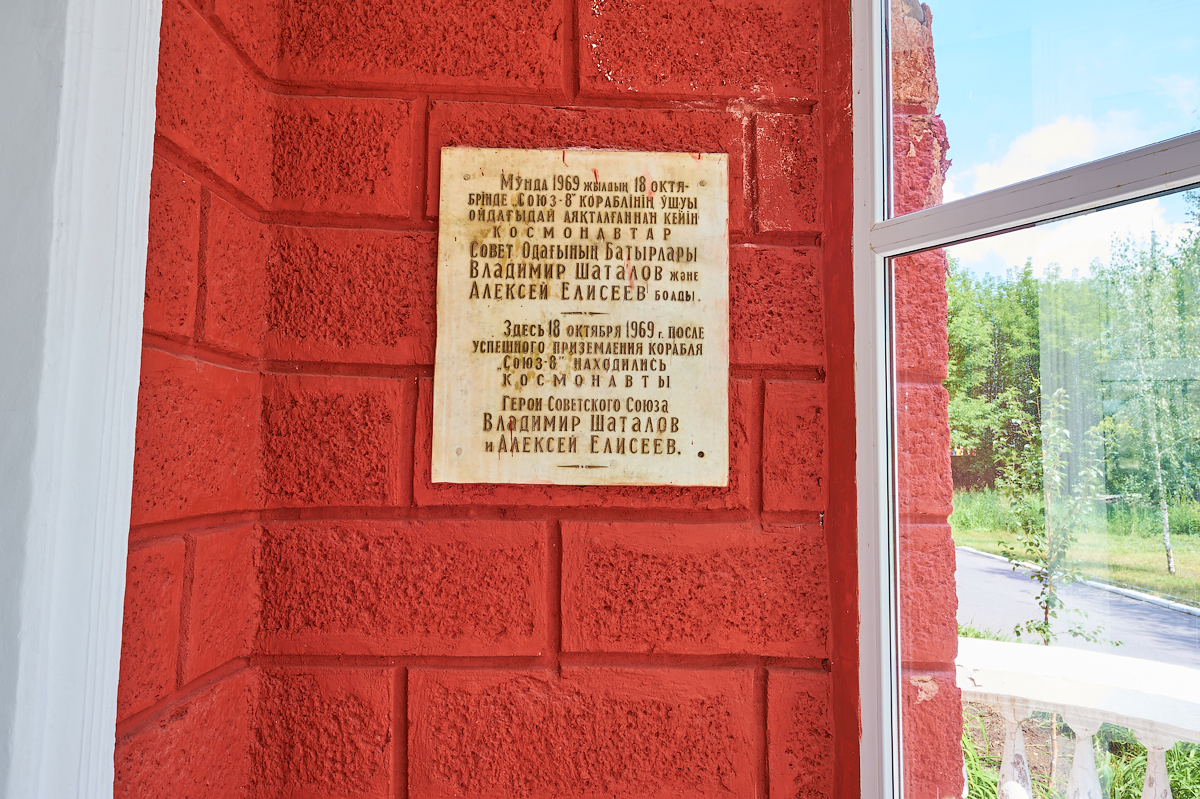 Мұнда 1969 жылдың 18 октя-
брінде „Союз-8" кораблінің ұшуы
ойдағыдай аякталғаннан кейін
космонавтар
Совет Одағының Батырлары
Владимир Шаталов және
Алексей Елисеев болды.
Здесь 18 октября 1969 г. после
успешного приземления корабля
„Союз-8" находились
космонавты
Герои Советского Союза
Владимир Шаталов
и Алексей Елисеев.